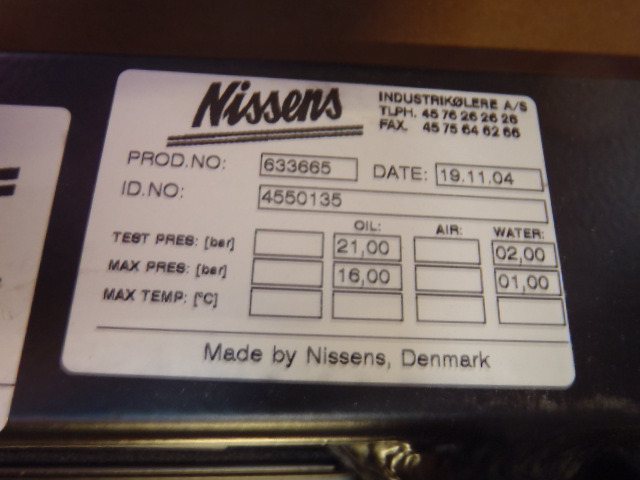 Nissens
INDUSTRIKØLERE A/S
TLPH. 45 76 26 26 26
FAX. 45 75 64 62 66
PROD.NO: 633665 DATE: 19.11.04
ID.NO: 4550135
OIL: AIR: WATER:
TEST PRES: [bar] 21,00 02,00
MAX PRES: [bar] 16,00 01,00
MAX TEMP: [°C]
Made by Nissens, Denmark